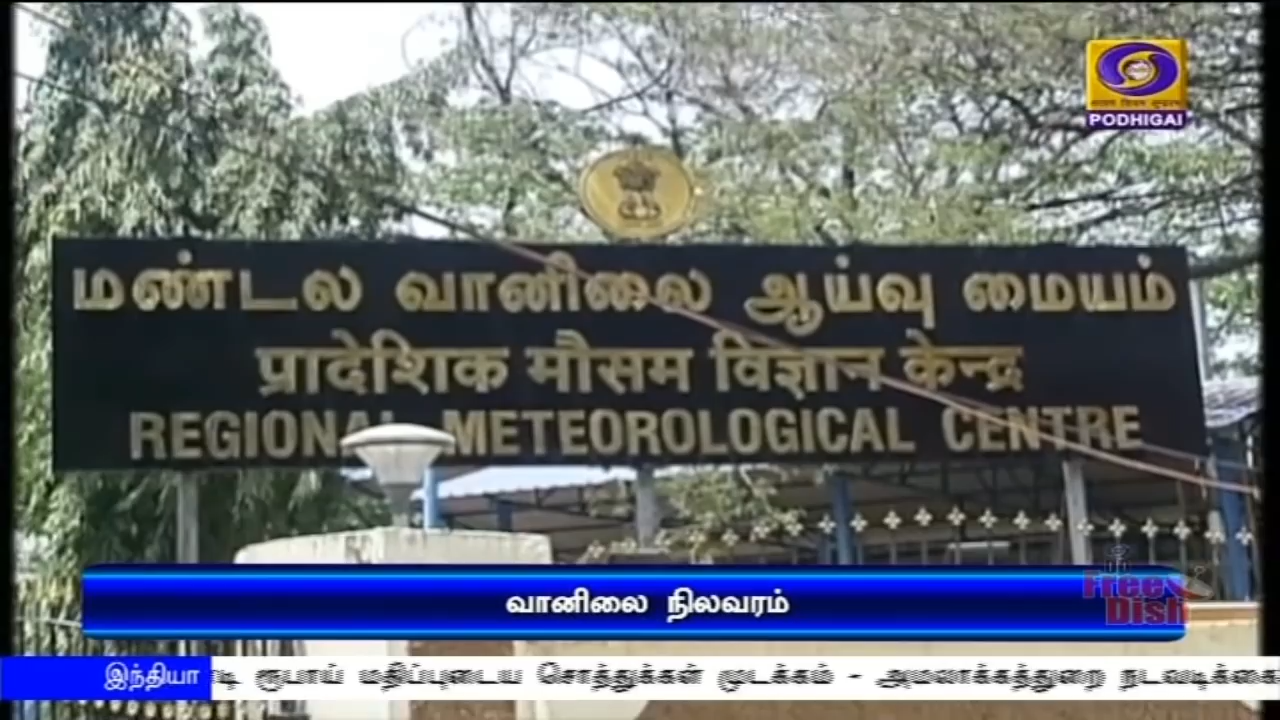 PODHIGAI
மண்டல வானிலை ஆய்வு மையம்
प्रादेशिक मौसम विज्ञान केन्द्र
REGIONAL METEOROLOGICAL CENTRE
வானிலை நிலவரம்
Free Dish
இந்தியா ரூபாய் மதிப்புடைய சொத்துக்கள் முடக்கம் - அமலாக்கத்துறை நடவடிக்கை